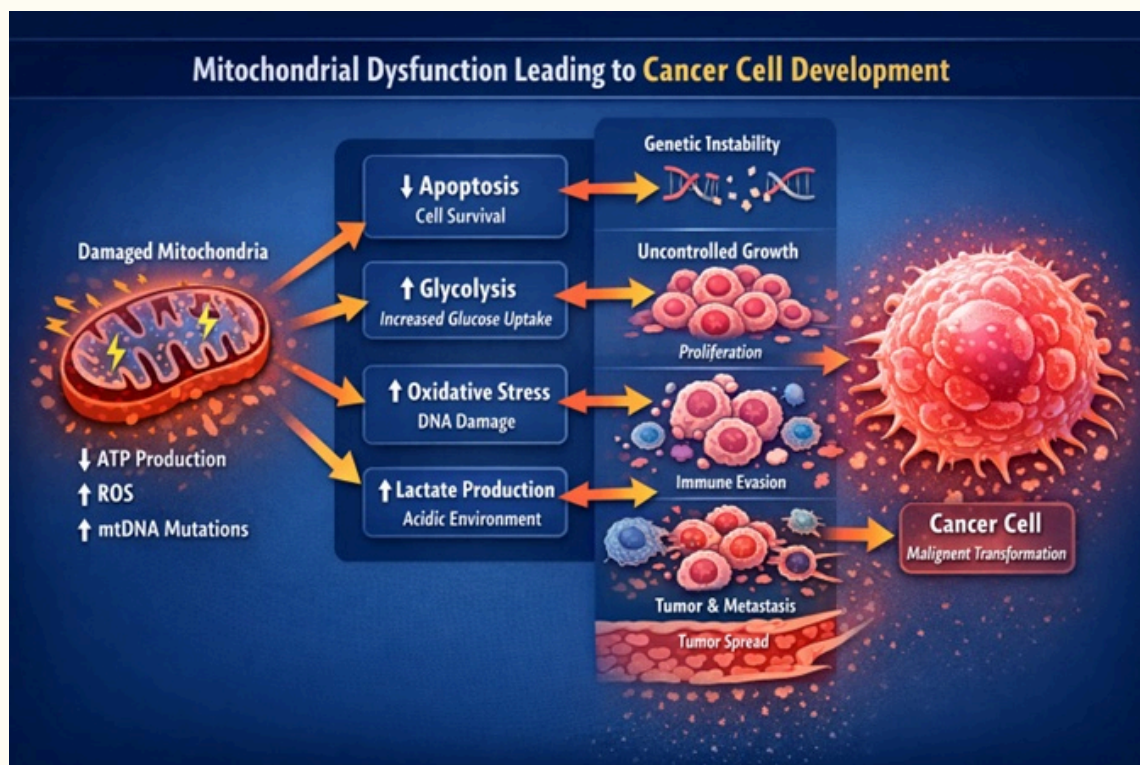 Mitochondrial Dysfunction Leading to Cancer Cell Development
Damaged Mitochondria
↓ ATP Production
↑ ROS
↑ mtDNA Mutations
↓ Apoptosis
Cell Survival
↑ Glycolysis
Increased Glucose Uptake
↑ Oxidative Stress
DNA Damage
↑ Lactate Production
Acidic Environment
Genetic Instability
Uncontrolled Growth
Proliferation
Immune Evasion
Tumor & Metastasis
Tumor Spread
Cancer Cell
Malignent Transformation